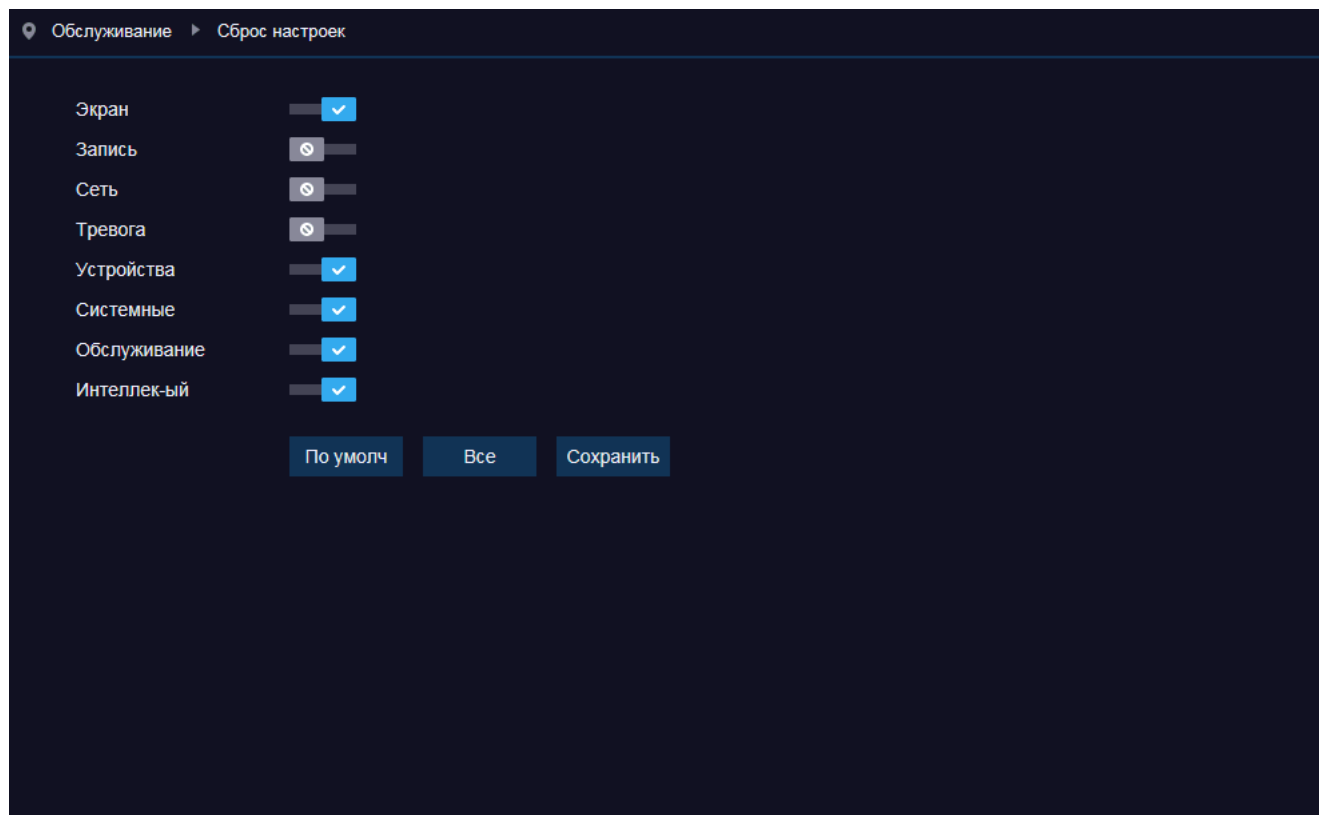 Обслуживание Сброс настроек
Экран
Запись
Сеть
Тревога
Устройства
Системные
Обслуживание
Интеллек-ый
По умолч Все Сохранить